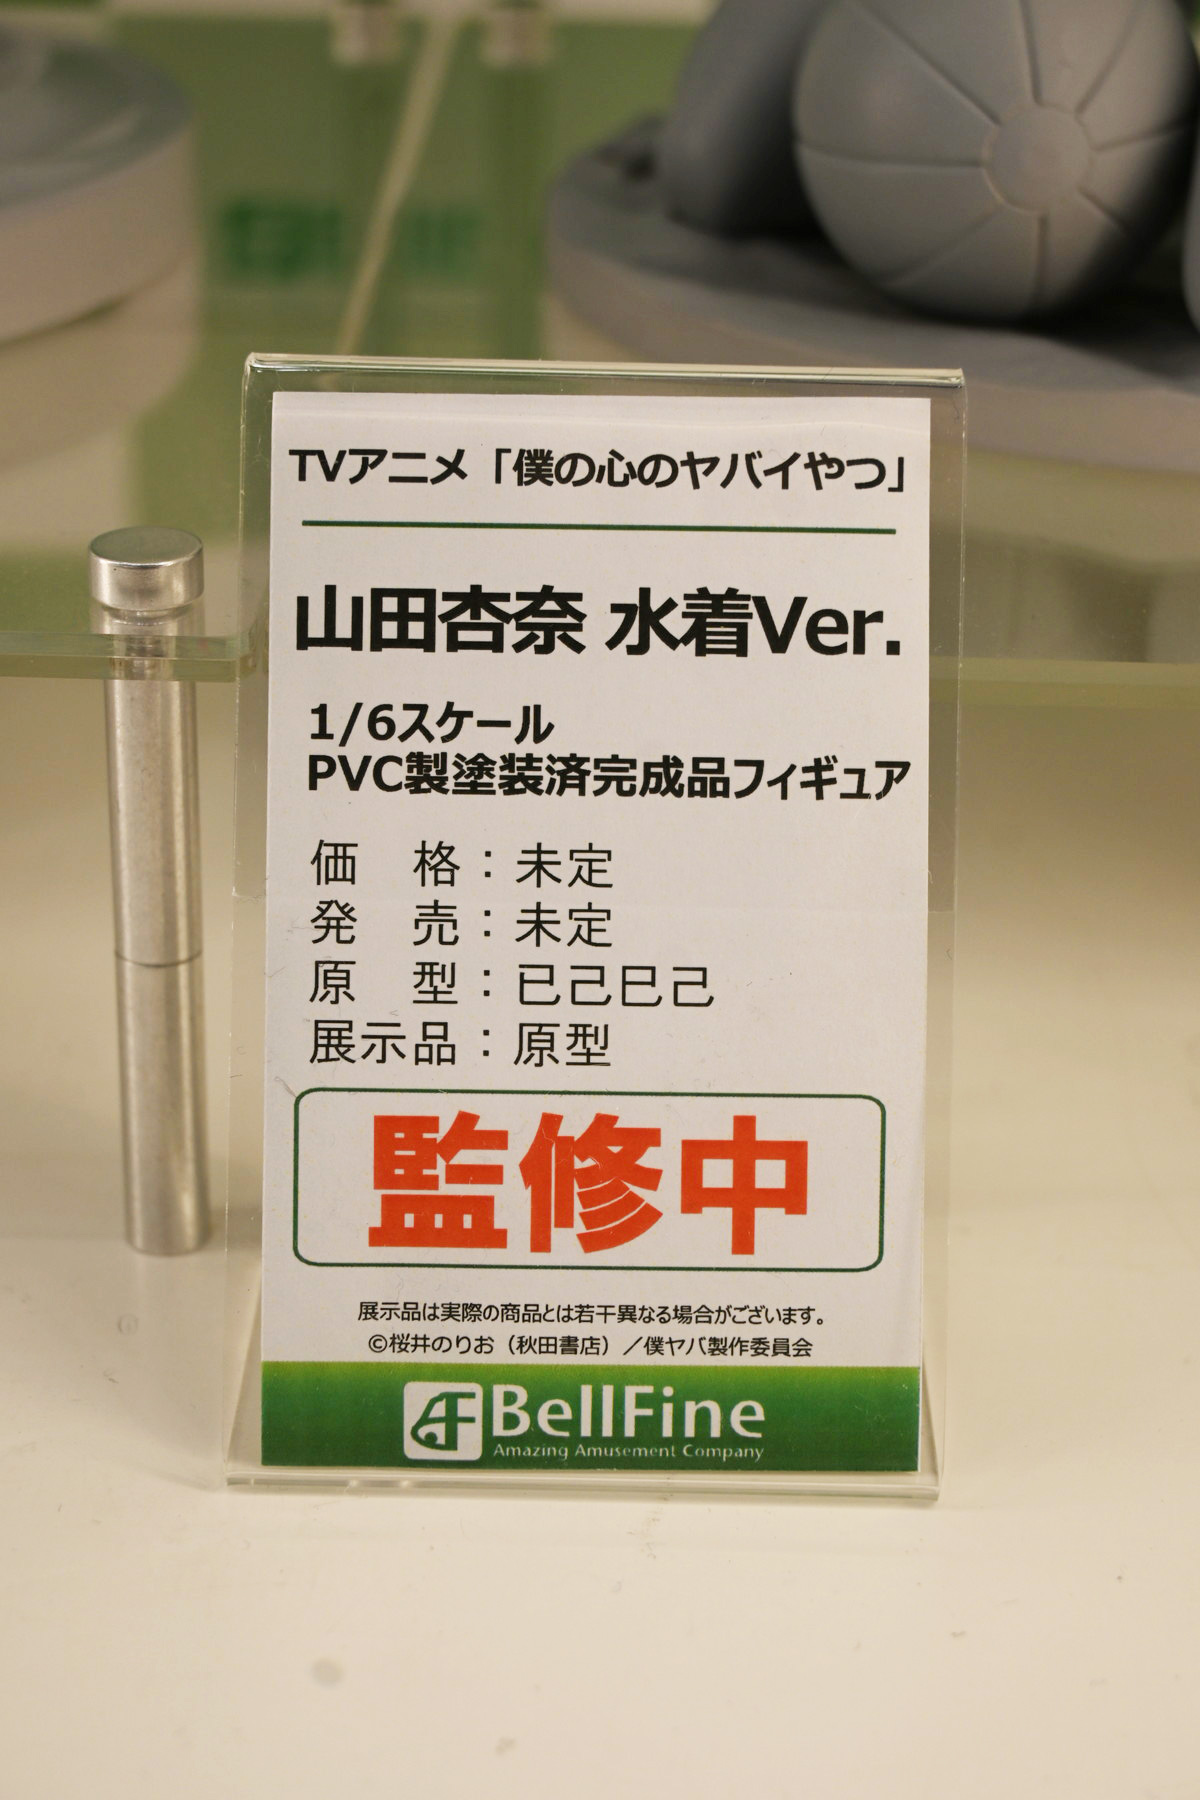 TVアニメ「僕の心のヤバイやつ」
山田杏奈 水着Ver.
1/6スケール
PVC製塗装済完成品フィギュア
価　格：未定
発　売：未定
原　型：已己巳己
展示品：原型
監修中
展示品は実際の商品とは若干異なる場合がございます。
©桜井のりお（秋田書店）／僕ヤバ製作委員会
BellFine
Amazing Amusement Company